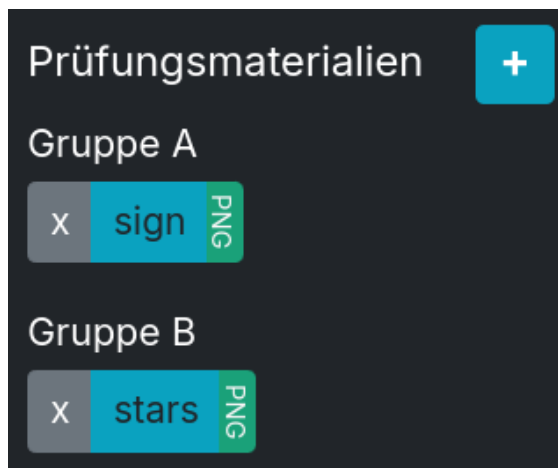 Prüfungsmaterialien +
Gruppe A
x sign PNG
Gruppe B
x stars PNG